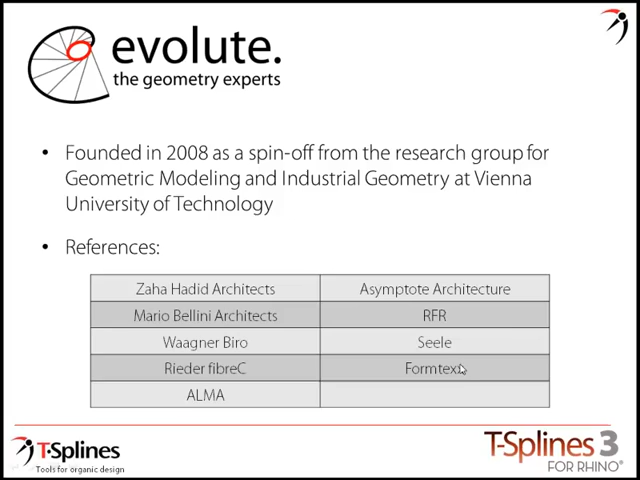 evolute.
the geometry experts
• Founded in 2008 as a spin-off from the research group for
Geometric Modeling and Industrial Geometry at Vienna
University of Technology
• References:
Zaha Hadid Architects Asymptote Architecture
Mario Bellini Architects RFR
Waagner Biro Seele
Rieder fibreC Formtexx
ALMA
T-Splines
Tools for organic design
T-Splines 3
FOR RHINO®